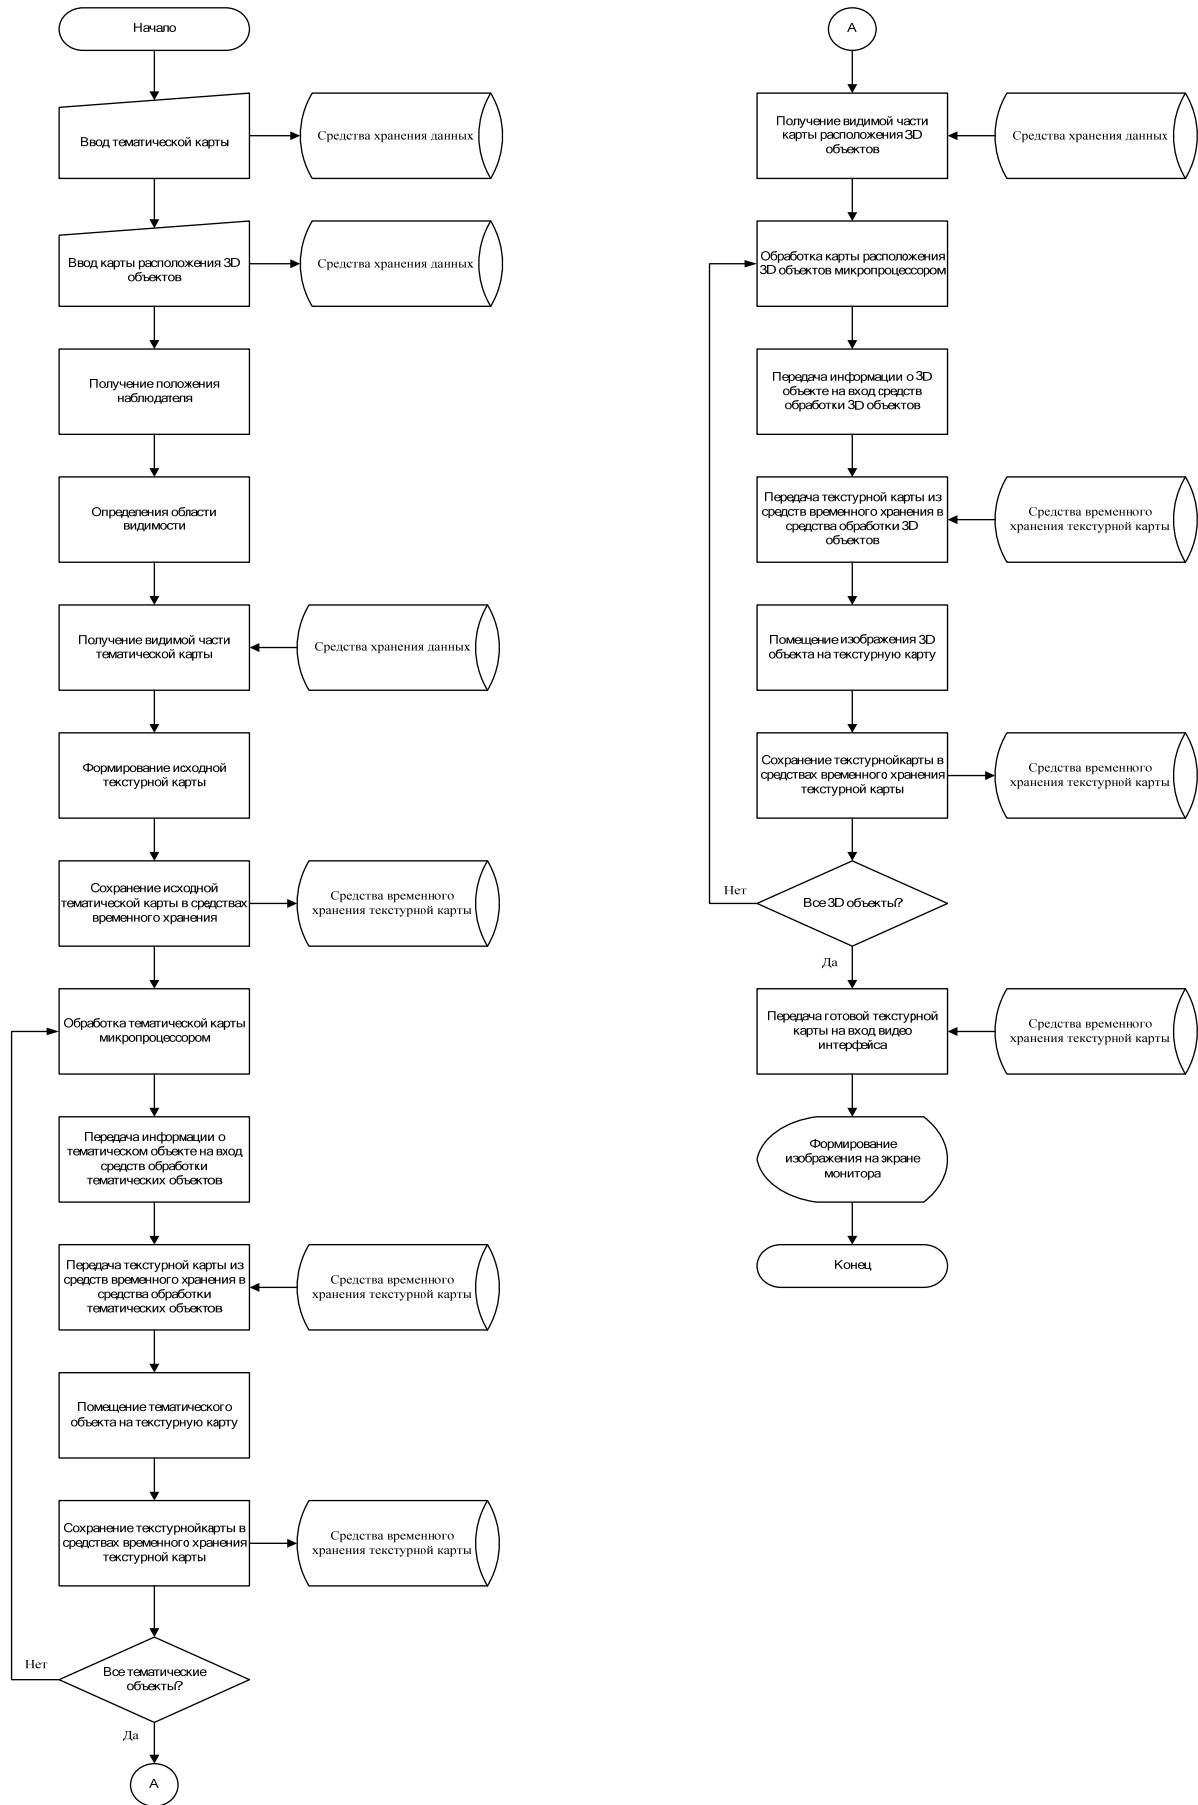 Начало
Ввод тематической карты
Средства хранения данных
Ввод карты расположения 3D
объектов
Средства хранения данных
Получение положения
наблюдателя
Определения области
видимости
Получение видимой части
тематической карты
Средства хранения данных
Формирование исходной
текстурной карты
Сохранение исходной
тематической карты в средствах
временного хранения
Средства временного
хранения текстурной карты
Обработка тематической карты
микропроцессором
Передача информации о
тематическом объекте на вход
средств обработки
тематических объектов
Передача текстурной карты из
средств временного хранения в
средства обработки
тематических объектов
Средства временного
хранения текстурной карты
Помещение тематического
объекта на текстурную карту
Сохранение текстурнойкарты в
средствах временного хранения
текстурной карты
Средства временного
хранения текстурной карты
Нет
Все тематические
объекты?
Да
А
А
Получение видимой части
карты расположения 3D
объектов
Средства хранения данных
Обработка карты расположения
3D объектов микропроцессором
Передача информации о 3D
объекте на вход средств
обработки 3D объектов
Передача текстурной карты из
средств временного хранения в
средства обработки 3D
объектов
Средства временного
хранения текстурной карты
Помещение изображения 3D
объекта на текстурную карту
Сохранение текстурнойкарты в
средствах временного хранения
текстурной карты
Средства временного
хранения текстурной карты
Нет
Все 3D объекты?
Да
Передача готовой текстурной
карты на вход видео
интерфейса
Средства временного
хранения текстурной карты
Формирование
изображения на экране
монитора
Конец